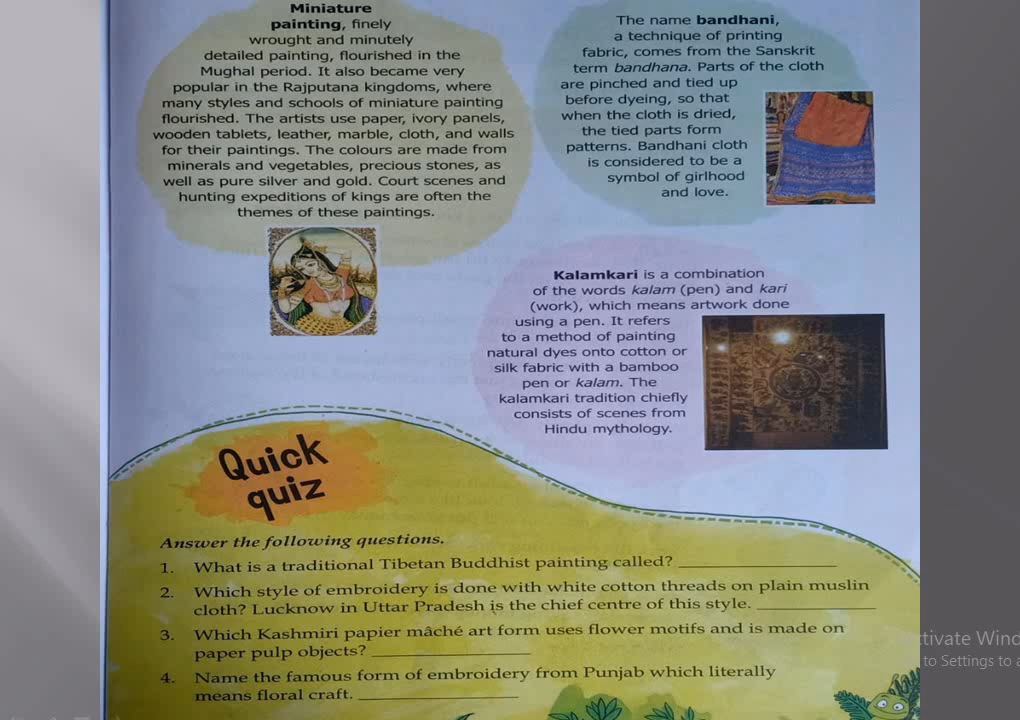 Miniature
painting, finely
wrought and minutely
detailed painting, flourished in the
Mughal period. It also became very
popular in the Rajputana kingdoms, where
many styles and schools of miniature painting
flourished. The artists use paper, ivory panels,
wooden tablets, leather, marble, cloth, and walls
for their paintings. The colours are made from
minerals and vegetables, precious stones, as
well as pure silver and gold. Court scenes and
hunting expeditions of kings are often the
themes of these paintings.
The name bandhani,
a technique of printing
fabric, comes from the Sanskrit
term bandhana. Parts of the cloth
are pinched and tied up
before dyeing, so that
when the cloth is dried,
the tied parts form
patterns. Bandhani cloth
is considered to be a
symbol of girlhood
and love.
Kalamkari is a combination
of the words kalam (pen) and kari
(work), which means artwork done
using a pen. It refers
to a method of painting
natural dyes onto cotton or
silk fabric with a bamboo
pen or kalam. The
kalamkari tradition chiefly
consists of scenes from
Hindu mythology.
Quick
quiz
Answer the following questions.
1. What is a traditional Tibetan Buddhist painting called?
2. Which style of embroidery is done with white cotton threads on plain muslin
cloth? Lucknow in Uttar Pradesh is the chief centre of this style.
3. Which Kashmiri papier mâché art form uses flower motifs and is made on
paper pulp objects?
4. Name the famous form of embroidery from Punjab which literally
means floral craft.
ctivate Wind
to Settings to a